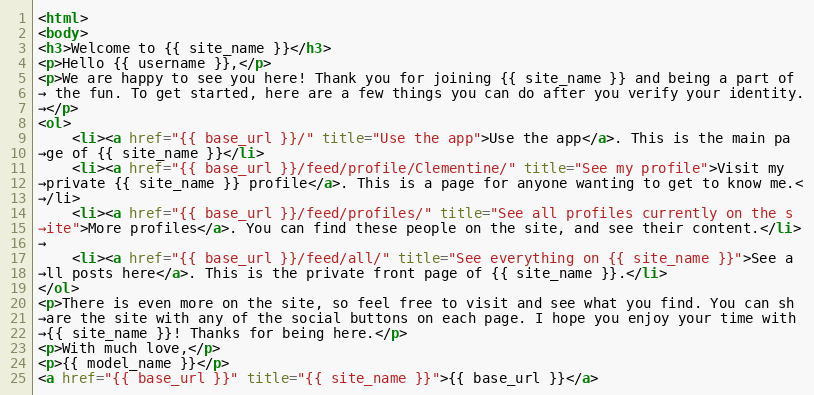 1 <html>
2 <body>
3 <h3>Welcome to {{ site_name }}</h3>
4 <p>Hello {{ username }},</p>
5 <p>We are happy to see you here! Thank you for joining {{ site_name }} and being a part of
6 → the fun. To get started, here are a few things you can do after you verify your identity.
7 →</p>
8 <ol>
9     <li><a href="{{ base_url }}/" title="Use the app">Use the app</a>. This is the main pa
10 →ge of {{ site_name }}</li>
11     <li><a href="{{ base_url }}/feed/profile/Clementine/" title="See my profile">Visit my
12 →private {{ site_name }} profile</a>. This is a page for anyone wanting to get to know me.<
13 →/li>
14     <li><a href="{{ base_url }}/feed/profiles/" title="See all profiles currently on the s
15 →ite">More profiles</a>. You can find these people on the site, and see their content.</li>
16 →
17     <li><a href="{{ base_url }}/feed/all/" title="See everything on {{ site_name }}">See a
18 →ll posts here</a>. This is the private front page of {{ site_name }}.</li>
19 </ol>
20 <p>There is even more on the site, so feel free to visit and see what you find. You can sh
21 →are the site with any of the social buttons on each page. I hope you enjoy your time with
22 →{{ site_name }}! Thanks for being here.</p>
23 <p>With much love,</p>
24 <p>{{ model_name }}</p>
25 <a href="{{ base_url }}" title="{{ site_name }}">{{ base_url }}</a>